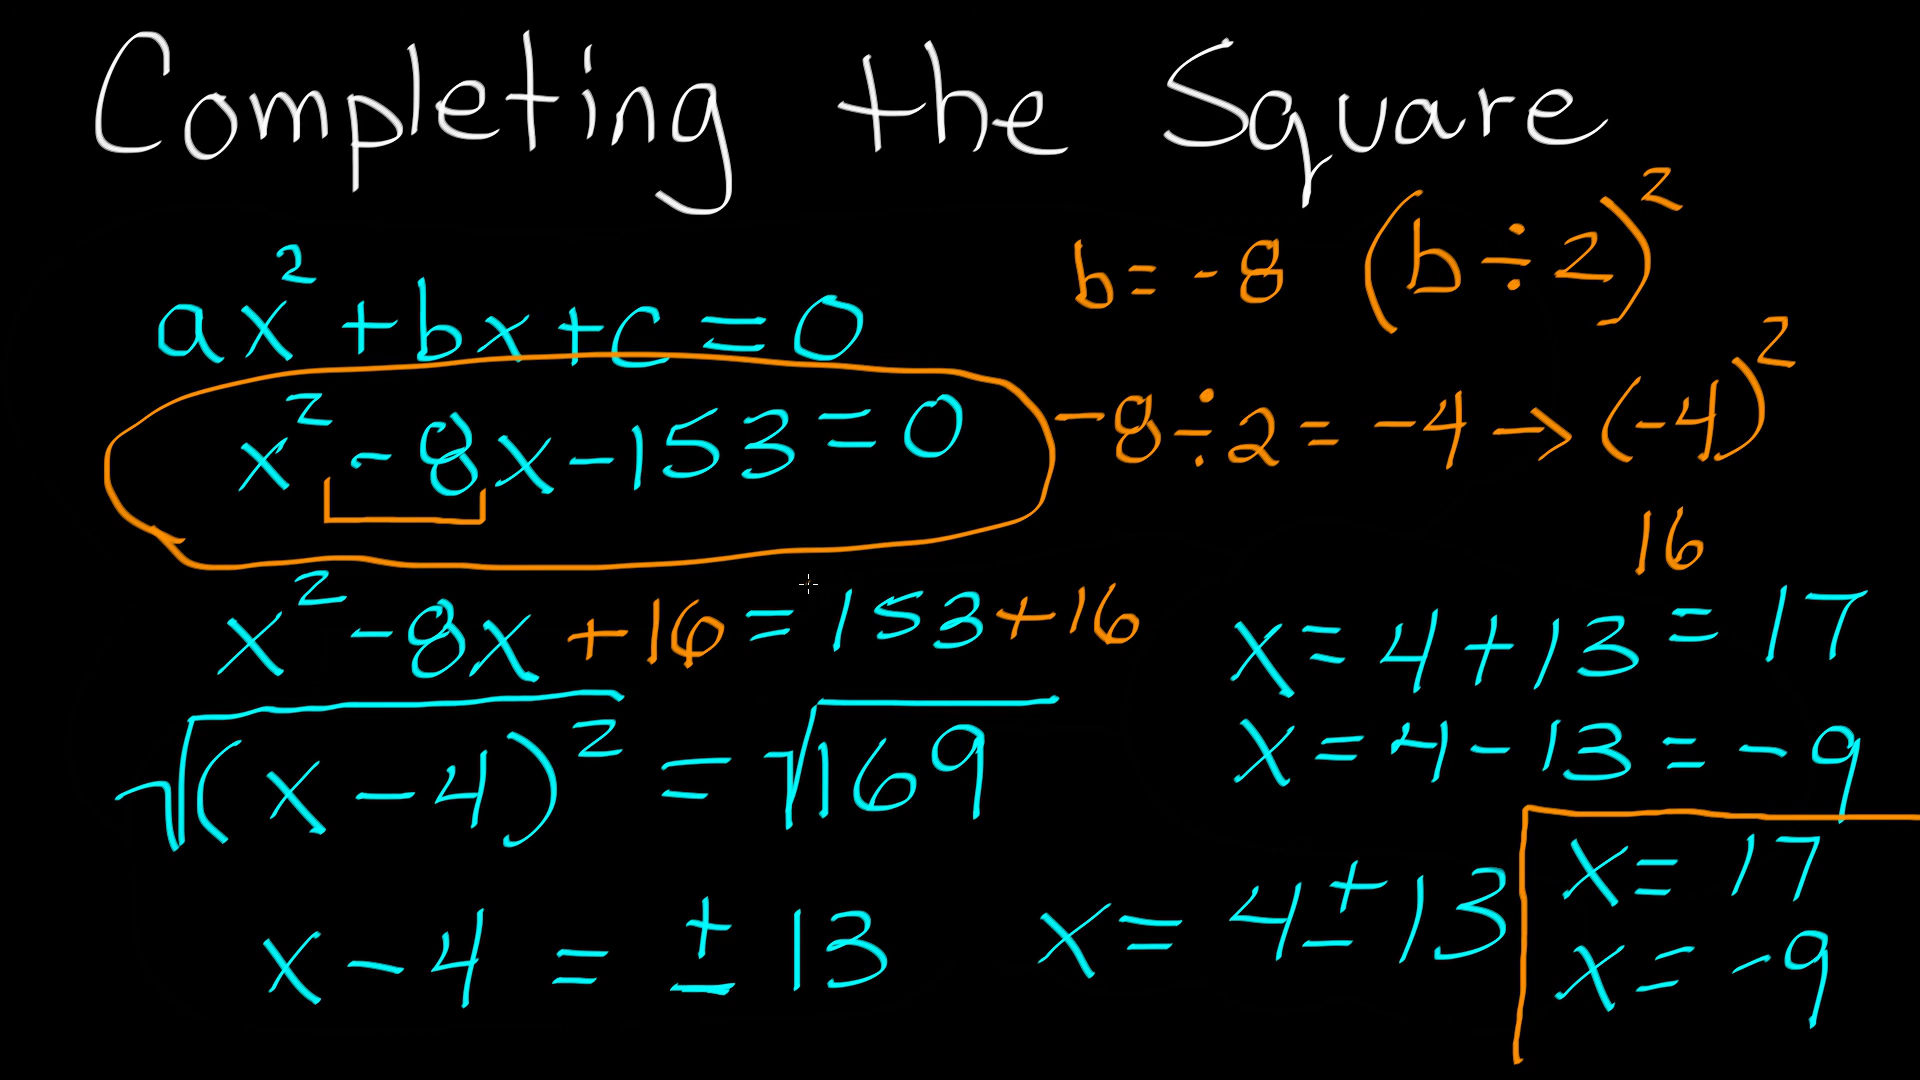 Completing the Square
ax² + bx + c = 0
x² - 8x - 153 = 0
b = -8 (b ÷ 2)²
-8 ÷ 2 = -4 → (-4)²
16
x² - 8x + 16 = 153 + 16
√(x - 4)² = √169
x - 4 = ± 13
x = 4 ± 13
x = 4 + 13 = 17
x = 4 - 13 = -9
x = 17
x = -9